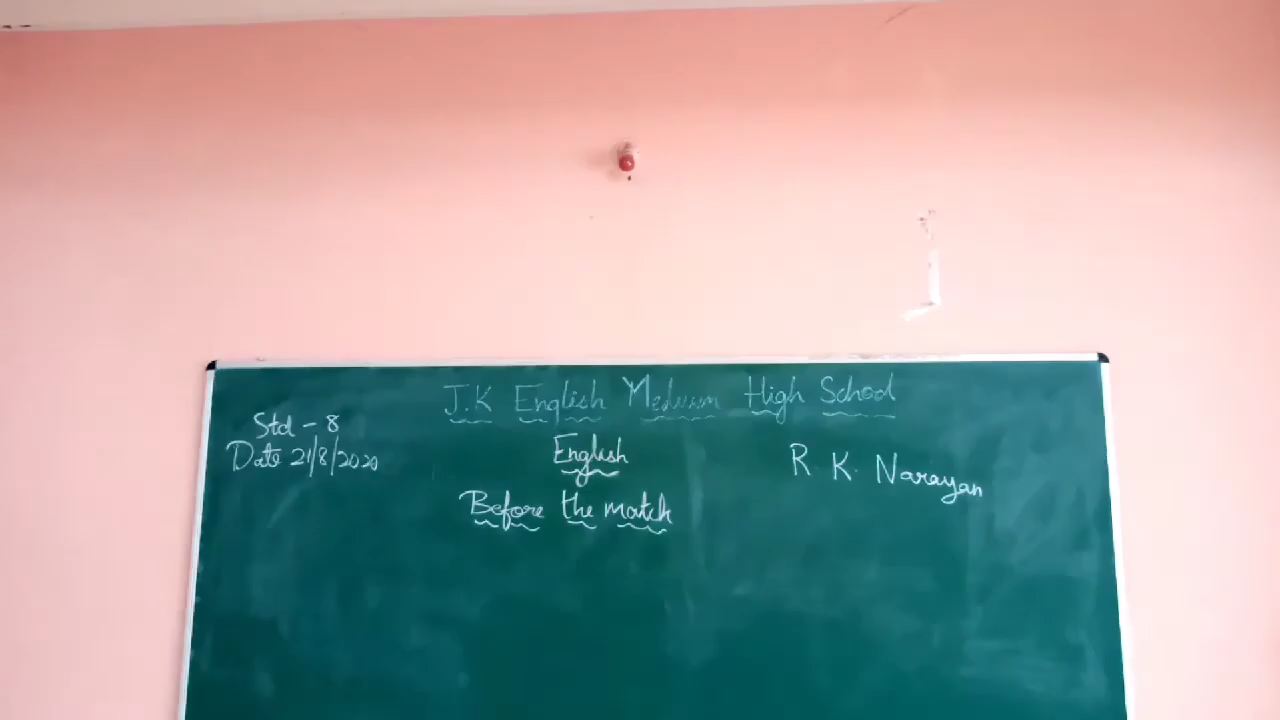 J.K English Medium High School
Std - 8
Date 21/8/2020
English
R K. Narayan
Before the match